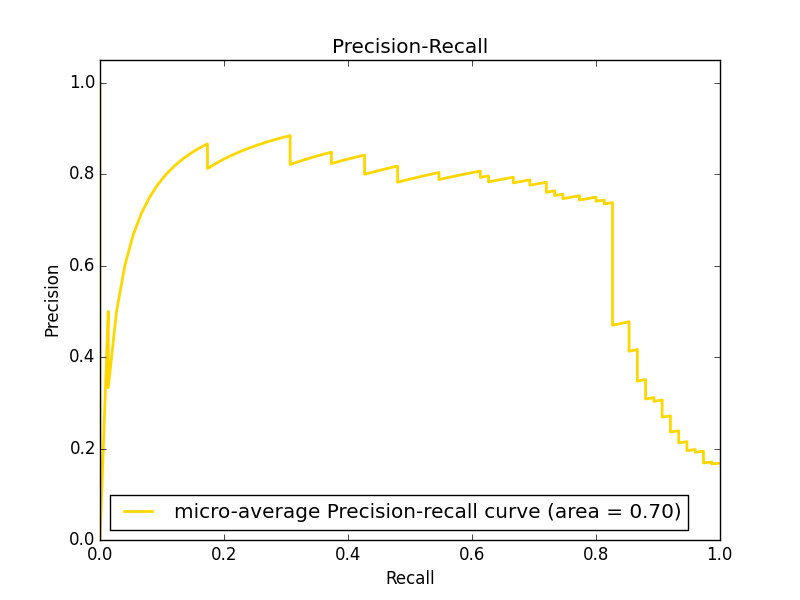 Precision-Recall
1.0
0.8
0.6
0.4
0.2
0.0
Precision
micro-average Precision-recall curve (area = 0.70)
0.0 0.2 0.4 0.6 0.8 1.0
Recall